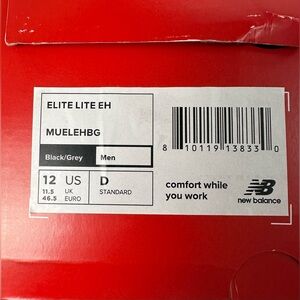 ELITE LITE EH
MUELEHBG
Black/Grey Men
8 10119 13833 0
12 US D
11.5 UK STANDARD
46.5 EURO
comfort while
you work
NB
new balance